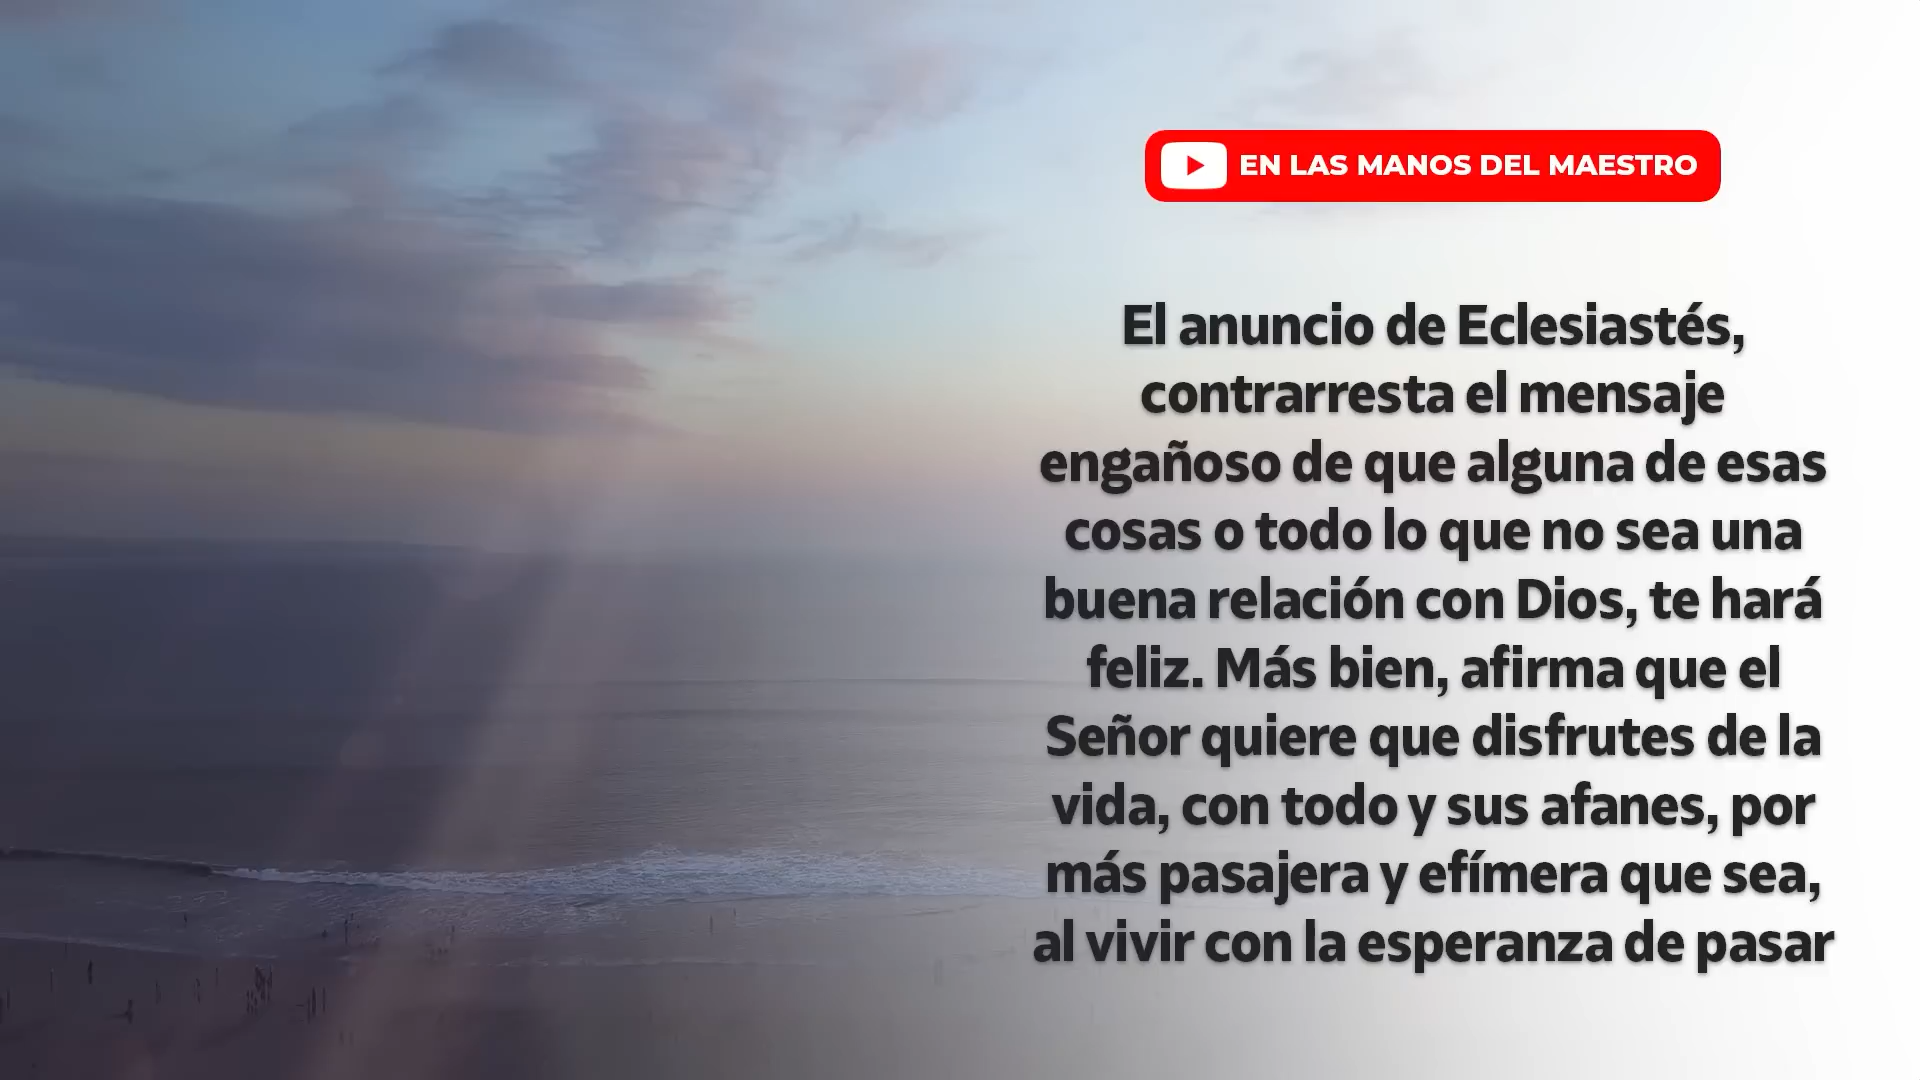 EN LAS MANOS DEL MAESTRO
El anuncio de Eclesiastés,
contrarresta el mensaje
engañoso de que alguna de esas
cosas o todo lo que no sea una
buena relación con Dios, te hará
feliz. Más bien, afirma que el
Señor quiere que disfrutes de la
vida, con todo y sus afanes, por
más pasajera y efímera que sea,
al vivir con la esperanza de pasar